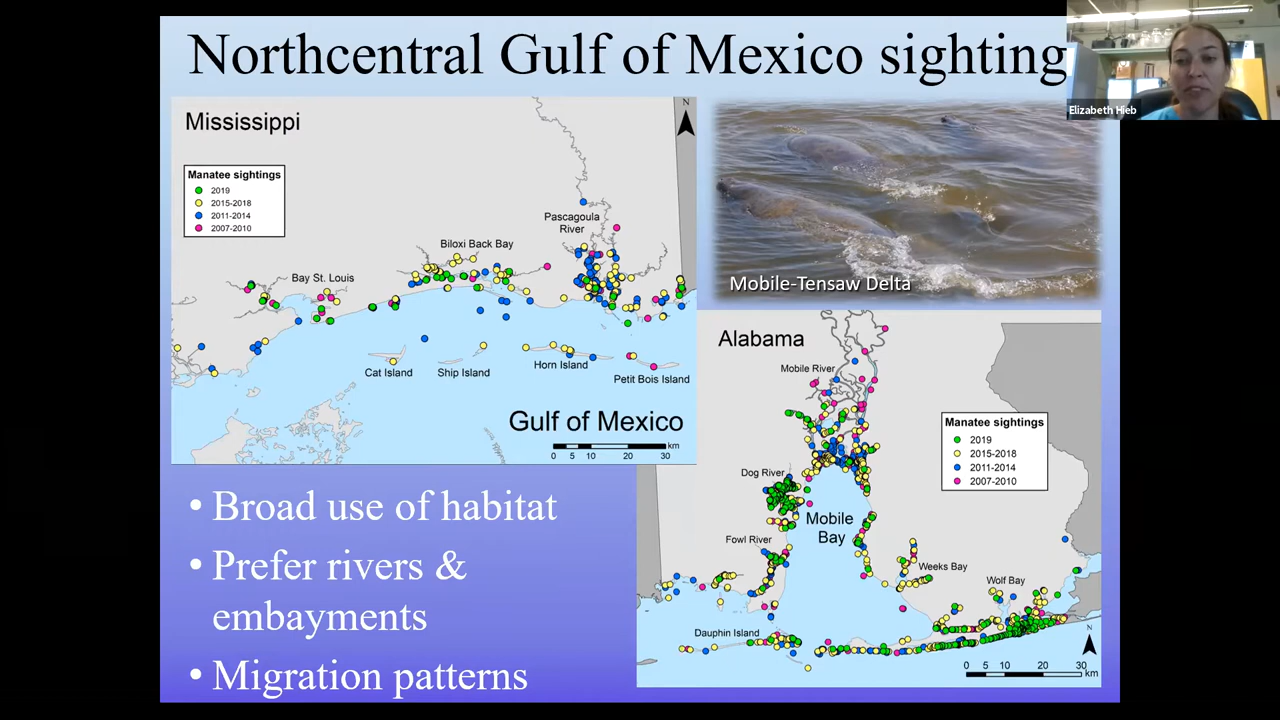 Northcentral Gulf of Mexico sighting
Elizabeth Hieb
Mississippi
N
Manatee sightings
2019
2015-2018
2011-2014
2007-2010
Pascagoula
River
Biloxi Back Bay
Bay St. Louis
Cat Island
Ship Island
Horn Island
Petit Bois Island
Gulf of Mexico
km
0 5 10 20 30
Mobile-Tensaw Delta
Alabama
Mobile River
Manatee sightings
2019
2015-2018
2011-2014
2007-2010
Dog River
Mobile
Bay
Fowl River
Weeks Bay
Wolf Bay
Dauphin Island
N
0 5 10 20 30
km
• Broad use of habitat
• Prefer rivers &
embayments
• Migration patterns